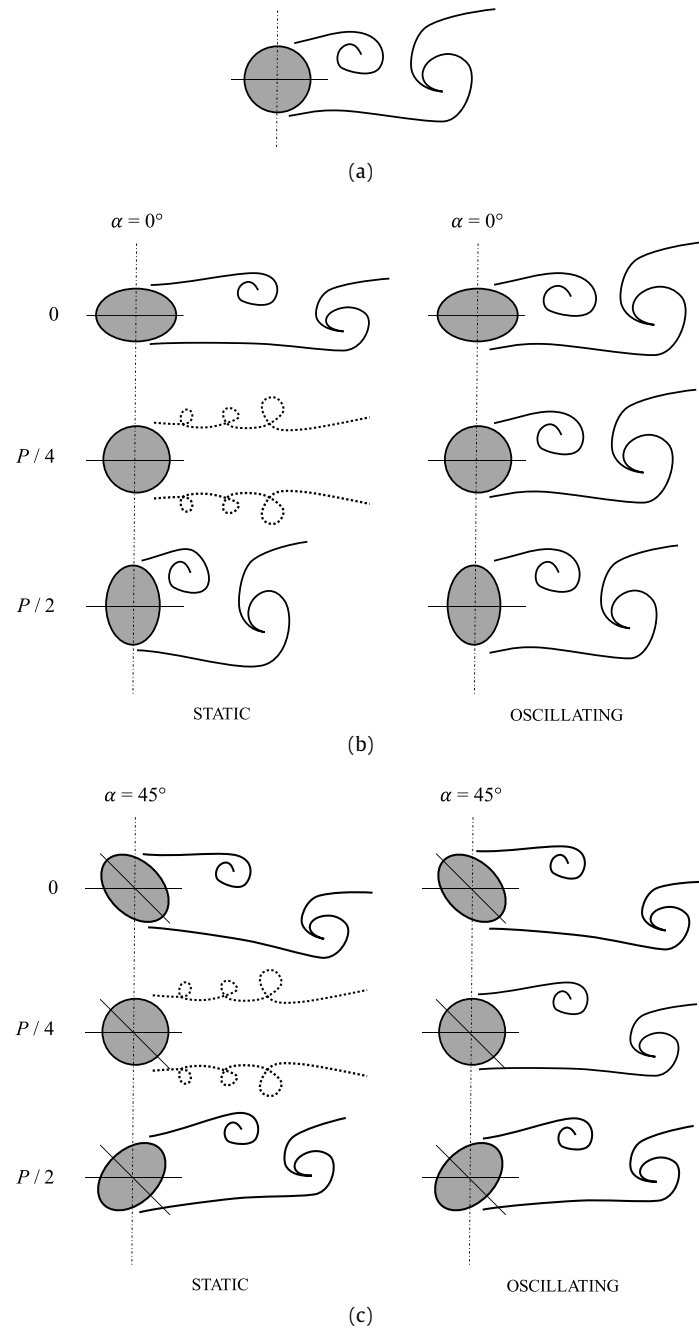 (a)
α = 0° α = 0°
0
P / 4
P / 2
STATIC OSCILLATING
(b)
α = 45° α = 45°
0
P / 4
P / 2
STATIC OSCILLATING
(c)